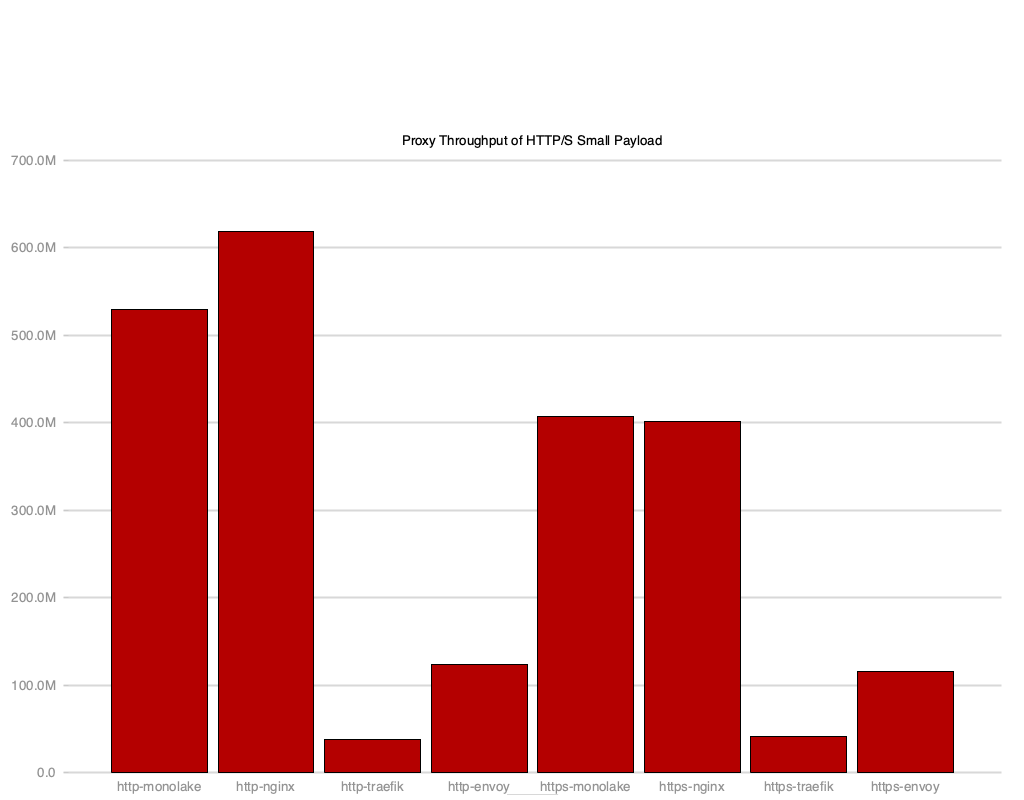 Proxy Throughput of HTTP/S Small Payload
700.0M
600.0M
500.0M
400.0M
300.0M
200.0M
100.0M
0.0
http-monolake http-nginx http-traefik http-envoy https-monolake https-nginx https-traefik https-envoy